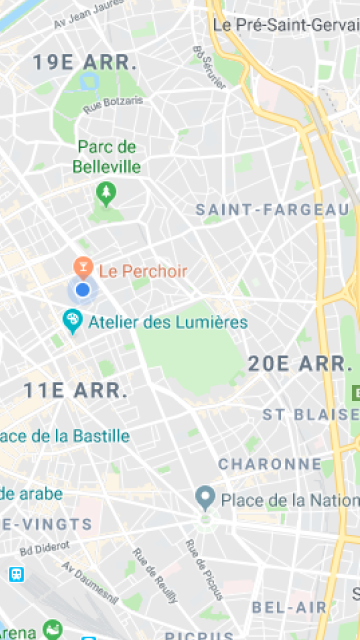 Av Jean Jaurès
Le Pré-Saint-Gervai
19E ARR.
Bd Sérurier
Rue Botzaris
Parc de
Belleville
SAINT-FARGEAU
Le Perchoir
Atelier des Lumières
20E ARR.
11E ARR.
ST BLAISE
ace de la Bastille
CHARONNE
de arabe
Place de la Nation
E-VINGTS
Bd Diderot
Rue de Reuilly
Rue de Picpus
Av Daumesnil
S
BEL-AIR
Arena
PICPUS